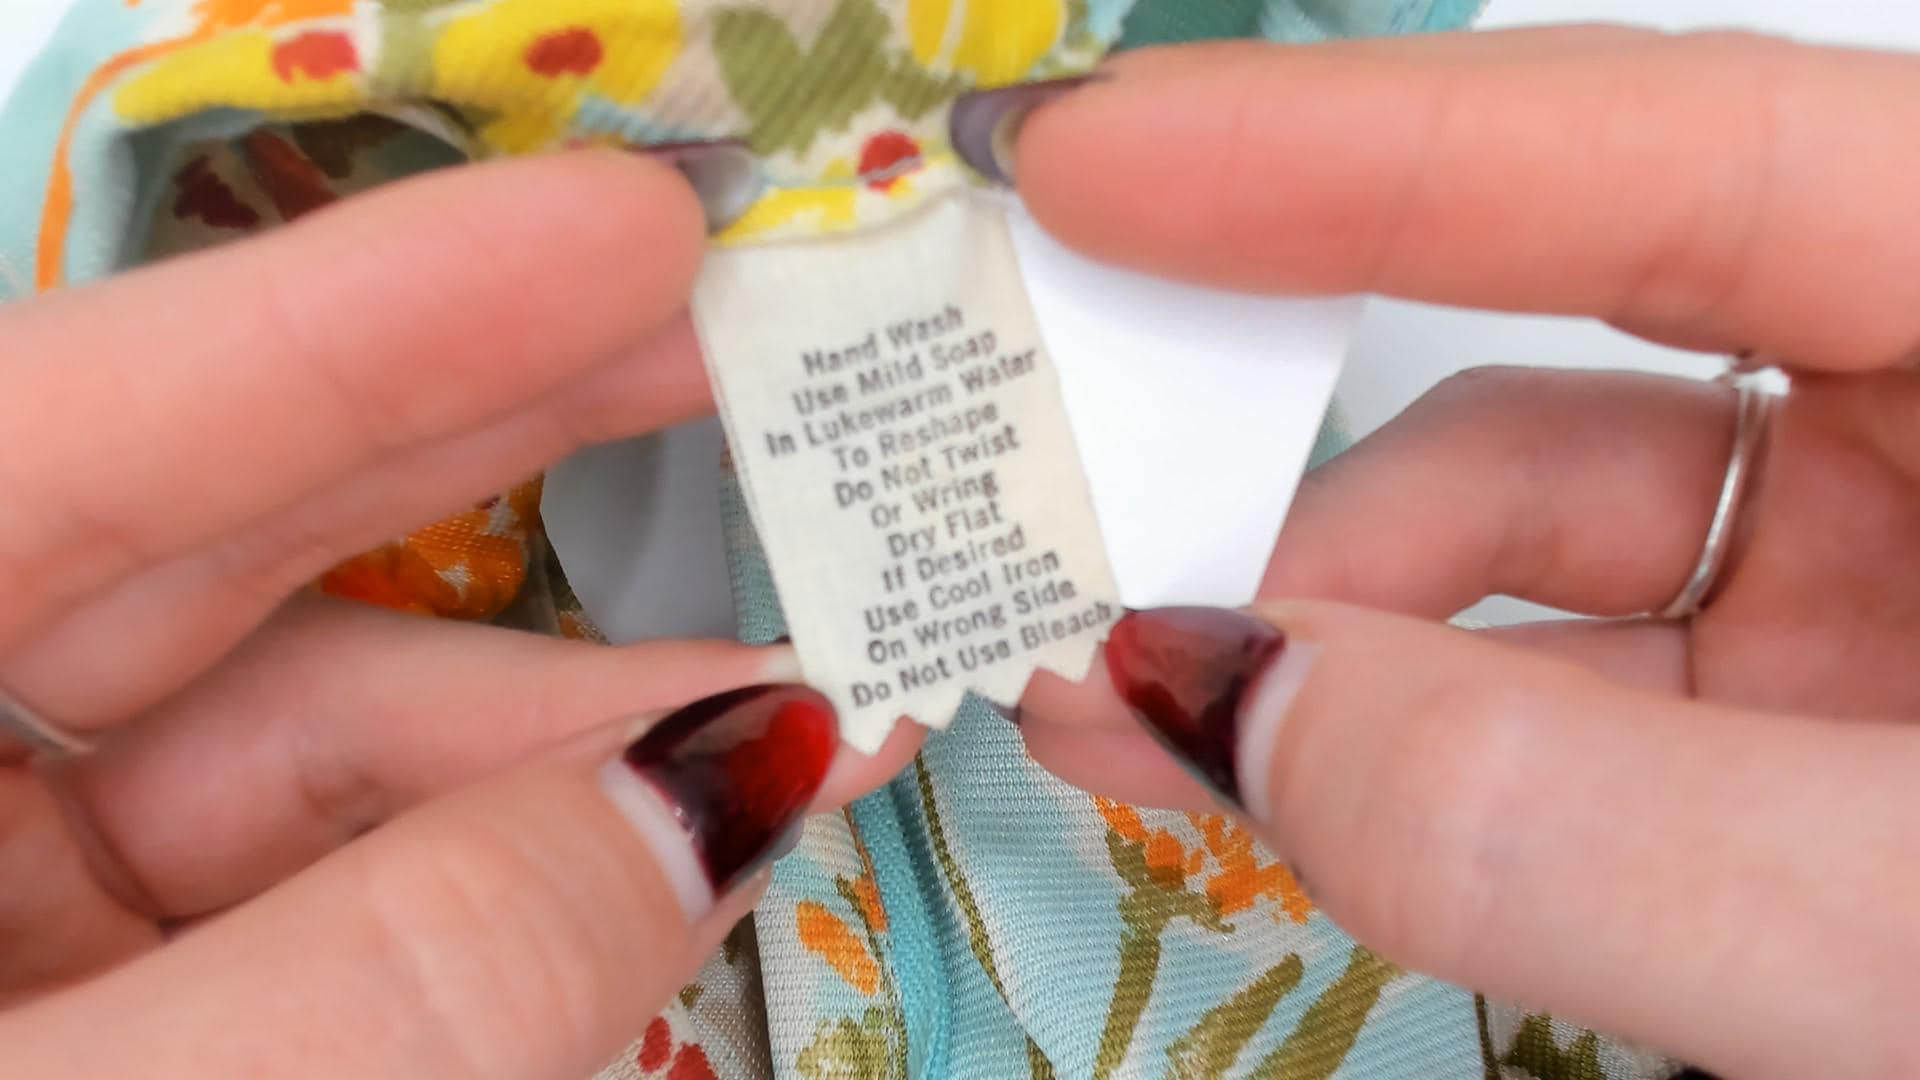 Hand Wash
Use Mild Soap
In Lukewarm Water
To Reshape
Do Not Twist
Or Wring
Dry Flat
If Desired
Use Cool Iron
On Wrong Side
Do Not Use Bleach